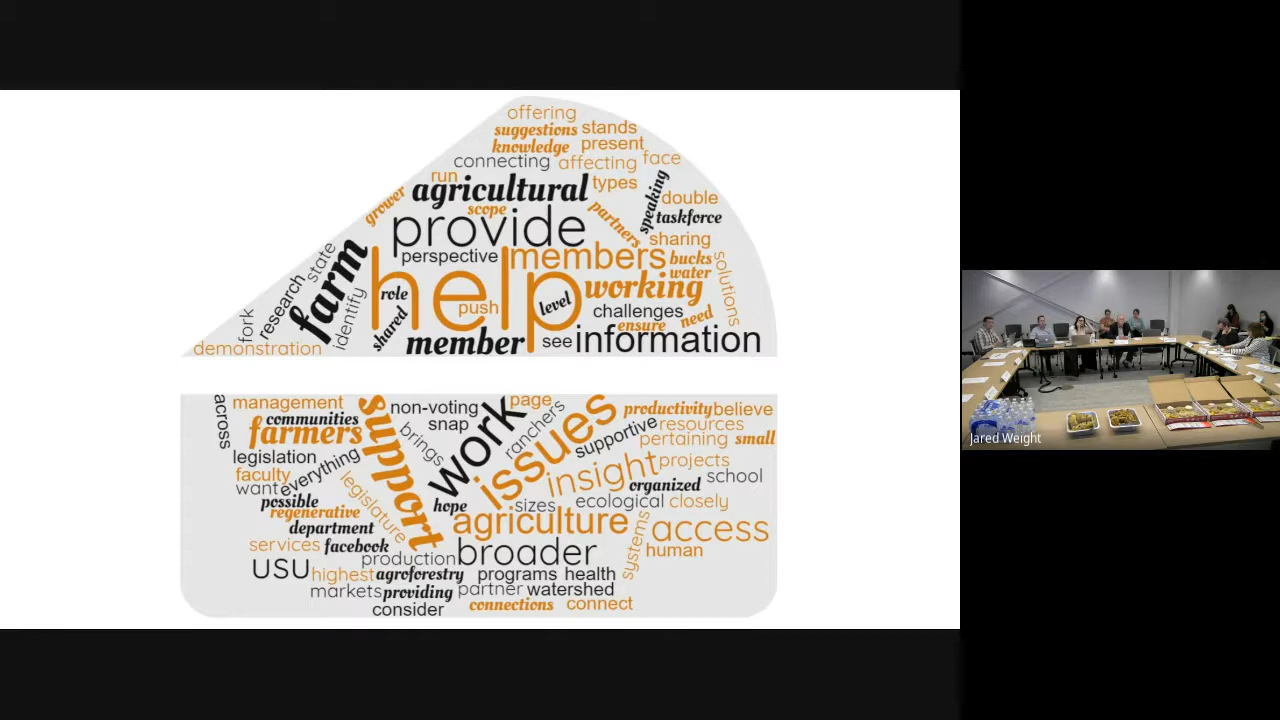 offering
suggestions stands
knowledge present
connecting affecting face
run
agricultural types
grower
scope
speaking
double
partners
taskforce
provide
sharing
perspective
members bucks
water
solutions
state
research
farm
fork
identify
help
role
push
level
working
shared
challenges
ensure need
demonstration
member see information
across
management
communities
farmers
support
non-voting
snap
page
brings
work
ranchers
issues
productivity believe
resources
supportive
pertaining small
legislation
everything
faculty
want
possible
regenerative
legislature
department
hope
insight projects
organized school
sizes ecological closely
agriculture access
services facebook
production broader
systems human
USU highest agroforestry programs health
markets providing partner watershed
consider connections connect
Jared Weight